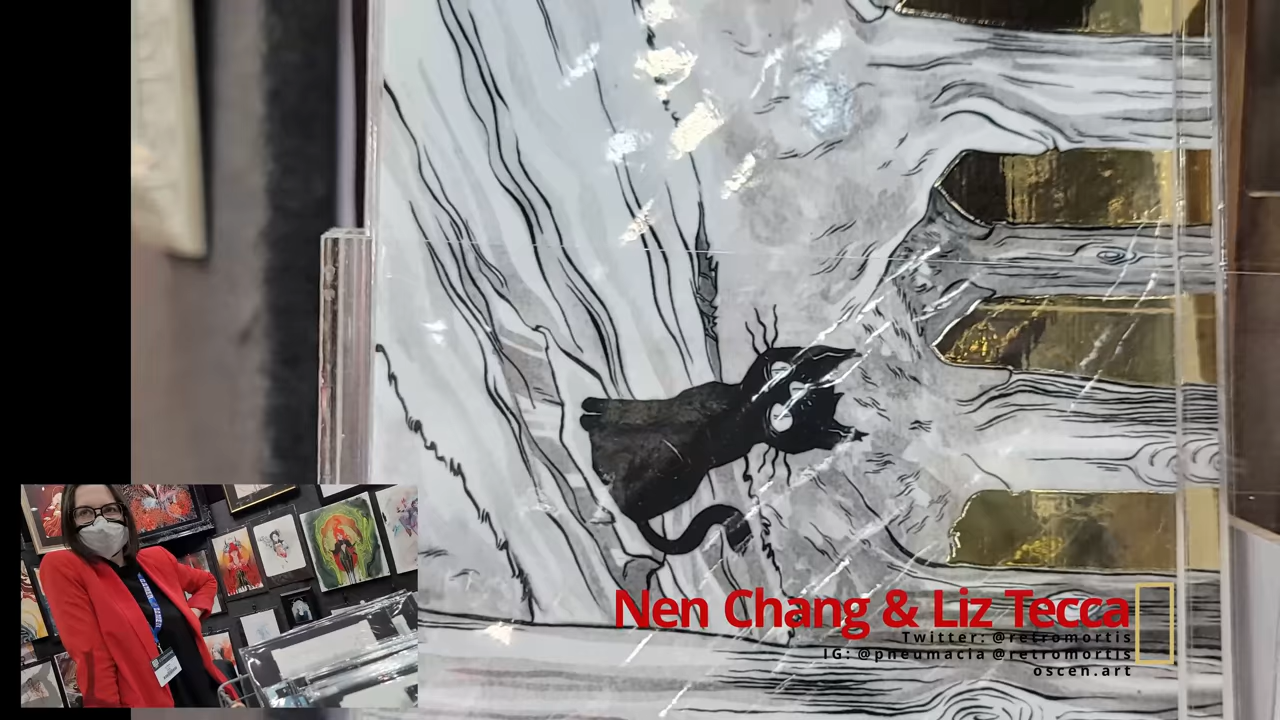 Nen Chang & Liz Tecca
Twitter: @retromortis
IG: @pneumacia @retromortis
oscen.art